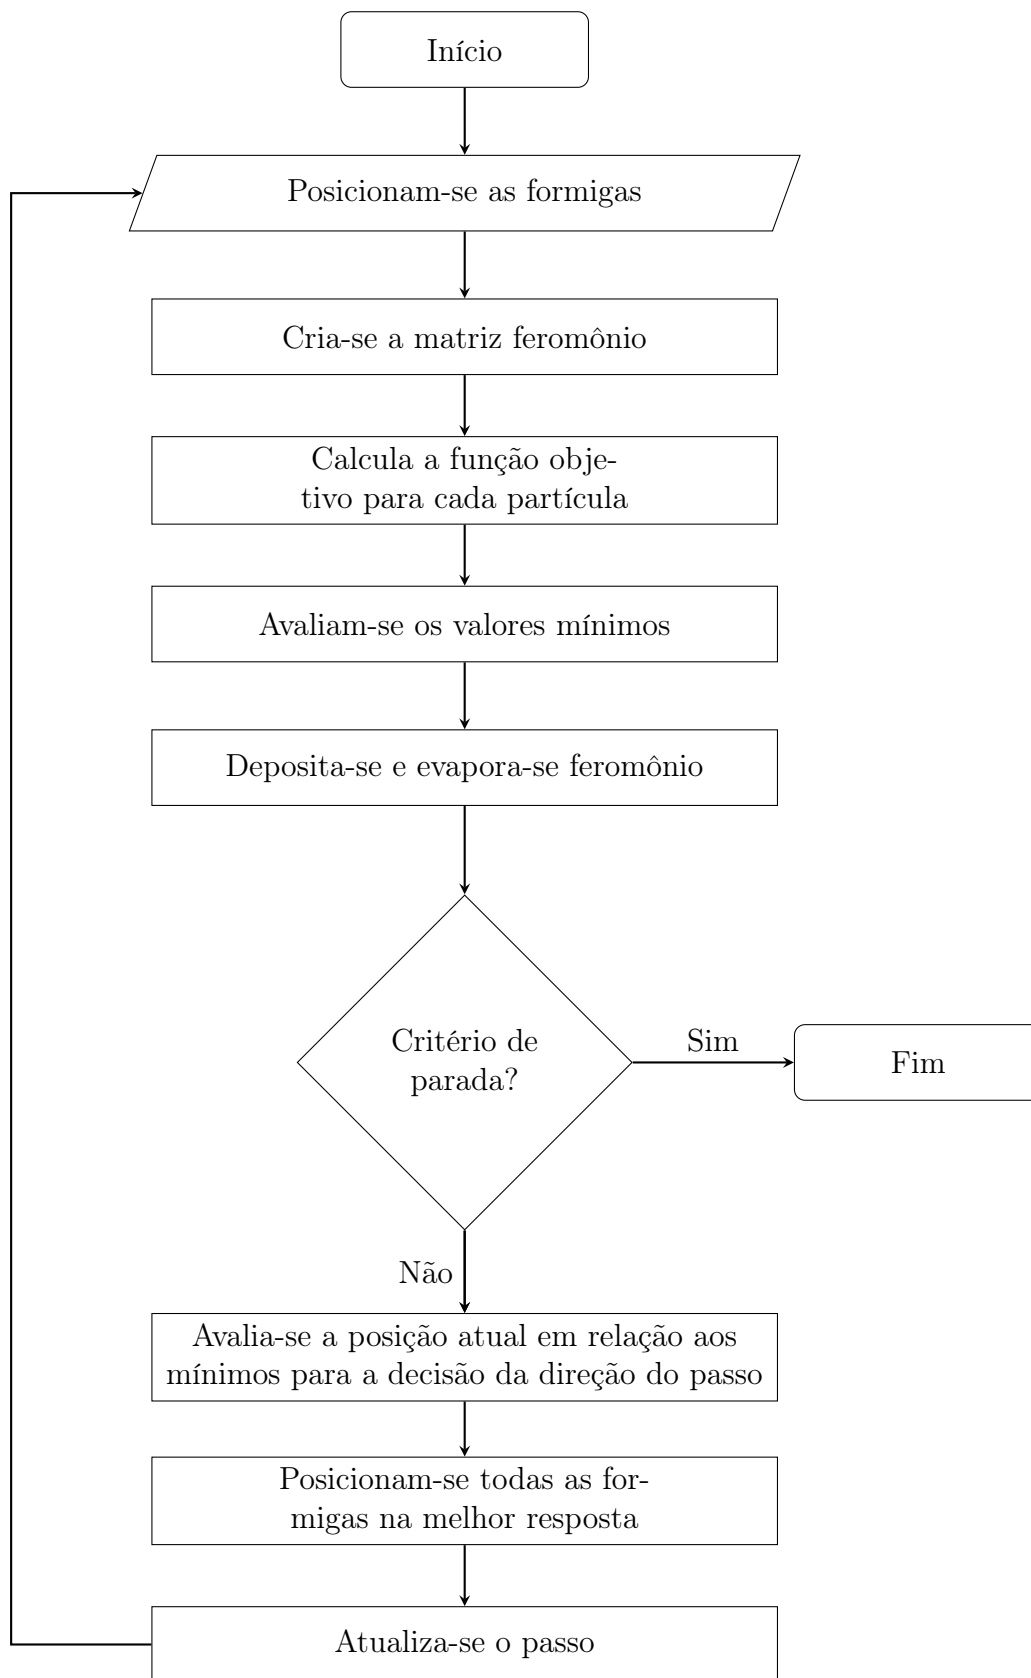 Início
Posicionam-se as formigas
Cria-se a matriz feromônio
Calcula a função obje-
tivo para cada partícula
Avaliam-se os valores mínimos
Deposita-se e evapora-se feromônio
Critério de
parada?
Sim
Fim
Não
Avalia-se a posição atual em relação aos
mínimos para a decisão da direção do passo
Posicionam-se todas as for-
migas na melhor resposta
Atualiza-se o passo